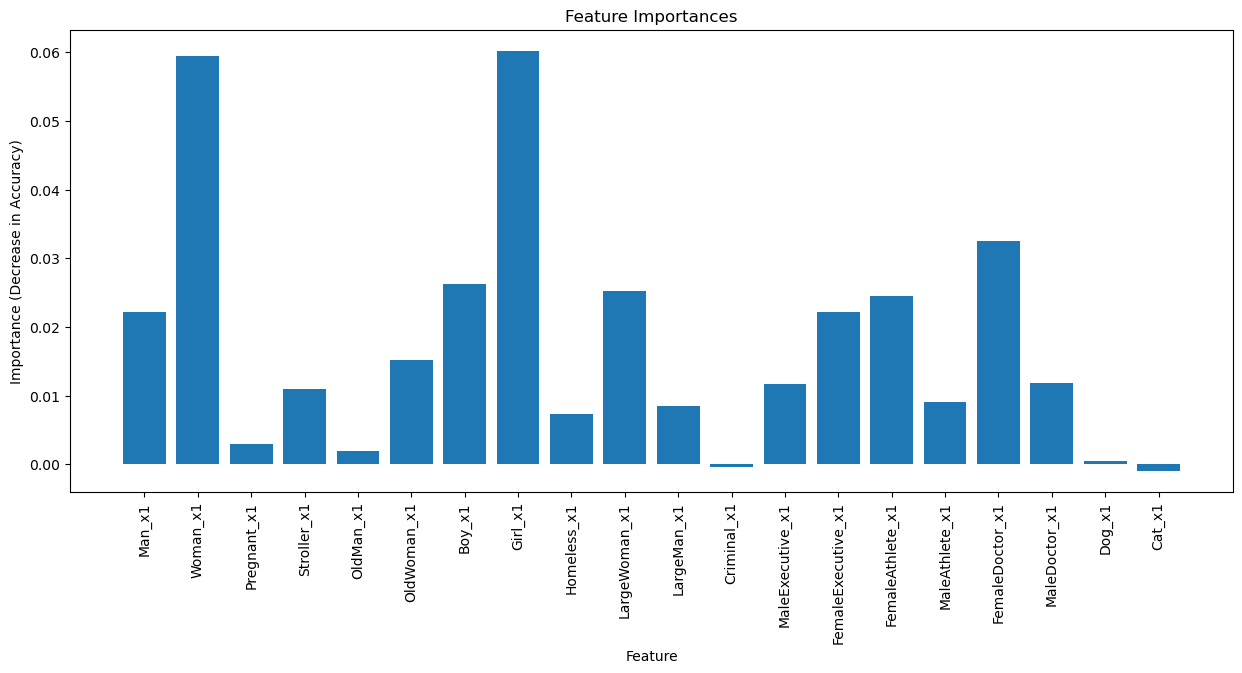 Feature Importances
Importance (Decrease in Accuracy)
0.06
0.05
0.04
0.03
0.02
0.01
0.00
Man_x1
Woman_x1
Pregnant_x1
Stroller_x1
OldMan_x1
OldWoman_x1
Boy_x1
Girl_x1
Homeless_x1
LargeWoman_x1
LargeMan_x1
Criminal_x1
MaleExecutive_x1
FemaleExecutive_x1
FemaleAthlete_x1
MaleAthlete_x1
FemaleDoctor_x1
MaleDoctor_x1
Dog_x1
Cat_x1
Feature